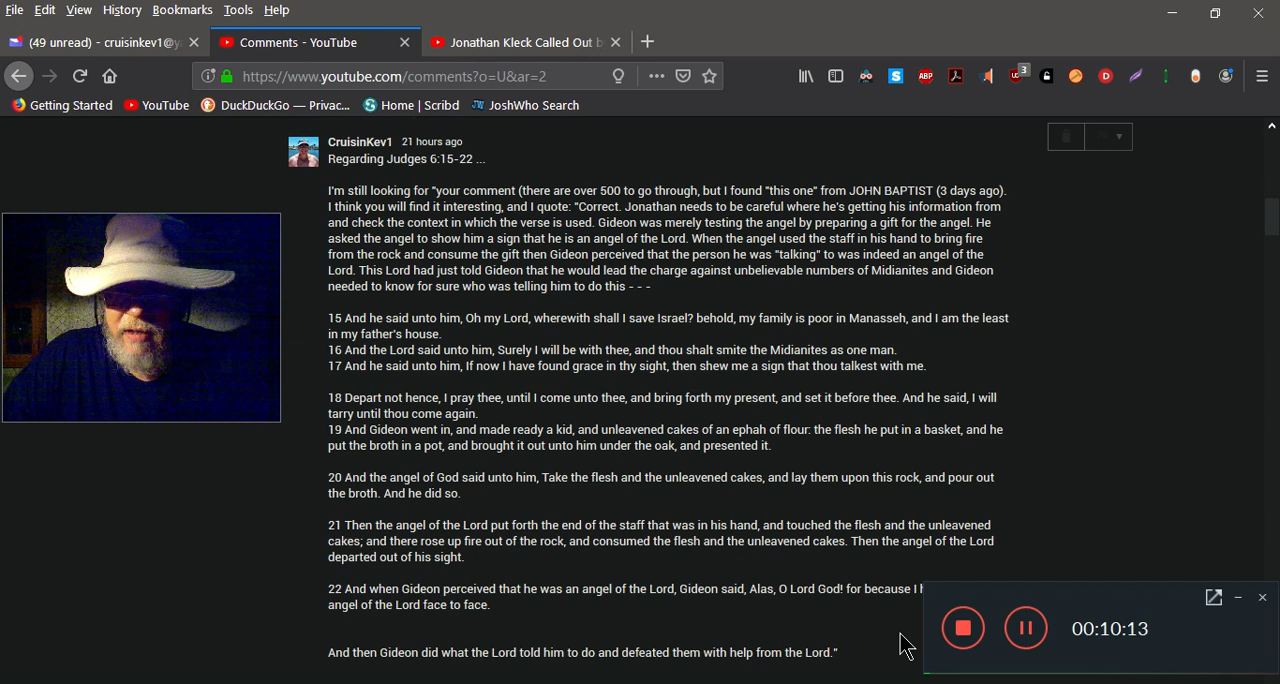 File Edit View History Bookmarks Tools Help
(49 unread) - cruisinkev1@y
Comments - YouTube
Jonathan Kleck Called Out b
https://www.youtube.com/comments?o=U&ar=2
S ABP 3 D
Getting Started YouTube DuckDuckGo — Privac... Home | Scribd JoshWho Search
CruisinKev1 21 hours ago
Regarding Judges 6:15-22 ...
I'm still looking for "your comment (there are over 500 to go through, but I found "this one" from JOHN BAPTIST (3 days ago).
I think you will find it interesting, and I quote: "Correct. Jonathan needs to be careful where he's getting his information from
and check the context in which the verse is used. Gideon was merely testing the angel by preparing a gift for the angel. He
asked the angel to show him a sign that he is an angel of the Lord. When the angel used the staff in his hand to bring fire
from the rock and consume the gift then Gideon perceived that the person he was "talking" to was indeed an angel of the
Lord. This Lord had just told Gideon that he would lead the charge against unbelievable numbers of Midianites and Gideon
needed to know for sure who was telling him to do this - - -
15 And he said unto him, Oh my Lord, wherewith shall I save Israel? behold, my family is poor in Manasseh, and I am the least
in my father's house.
16 And the Lord said unto him, Surely I will be with thee, and thou shalt smite the Midianites as one man.
17 And he said unto him, If now I have found grace in thy sight, then shew me a sign that thou talkest with me.
18 Depart not hence, I pray thee, until I come unto thee, and bring forth my present, and set it before thee. And he said, I will
tarry until thou come again.
19 And Gideon went in, and made ready a kid, and unleavened cakes of an ephah of flour: the flesh he put in a basket, and he
put the broth in a pot, and brought it out unto him under the oak, and presented it.
20 And the angel of God said unto him, Take the flesh and the unleavened cakes, and lay them upon this rock, and pour out
the broth. And he did so.
21 Then the angel of the Lord put forth the end of the staff that was in his hand, and touched the flesh and the unleavened
cakes; and there rose up fire out of the rock, and consumed the flesh and the unleavened cakes. Then the angel of the Lord
departed out of his sight.
22 And when Gideon perceived that he was an angel of the Lord, Gideon said, Alas, O Lord God! for because I
angel of the Lord face to face.
00:10:13
And then Gideon did what the Lord told him to do and defeated them with help from the Lord."